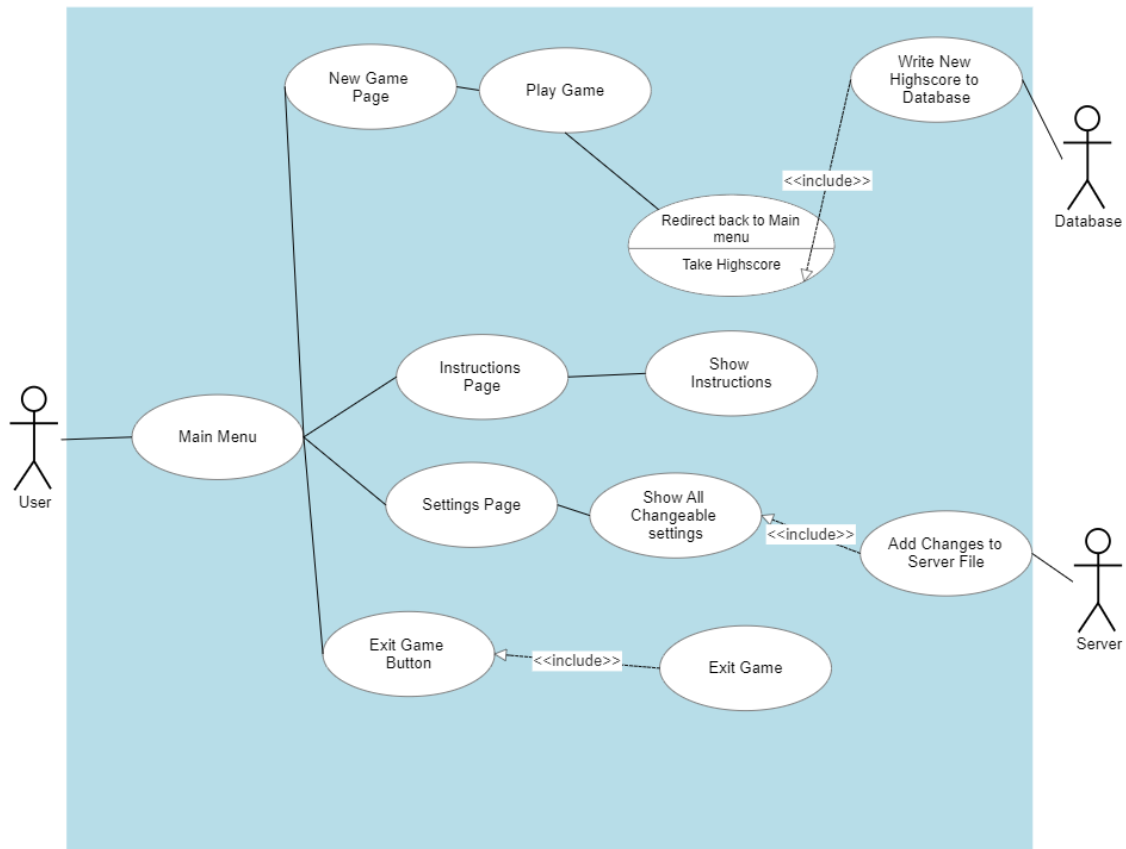 New Game
Page
Play Game
Write New
Highscore to
Database
<<include>>
Database
Redirect back to Main
menu
Take Highscore
Instructions
Page
Show
Instructions
Main Menu
User
Settings Page
Show All
Changeable
settings
<<include>>
Add Changes to
Server File
Server
Exit Game
Button
<<include>>
Exit Game